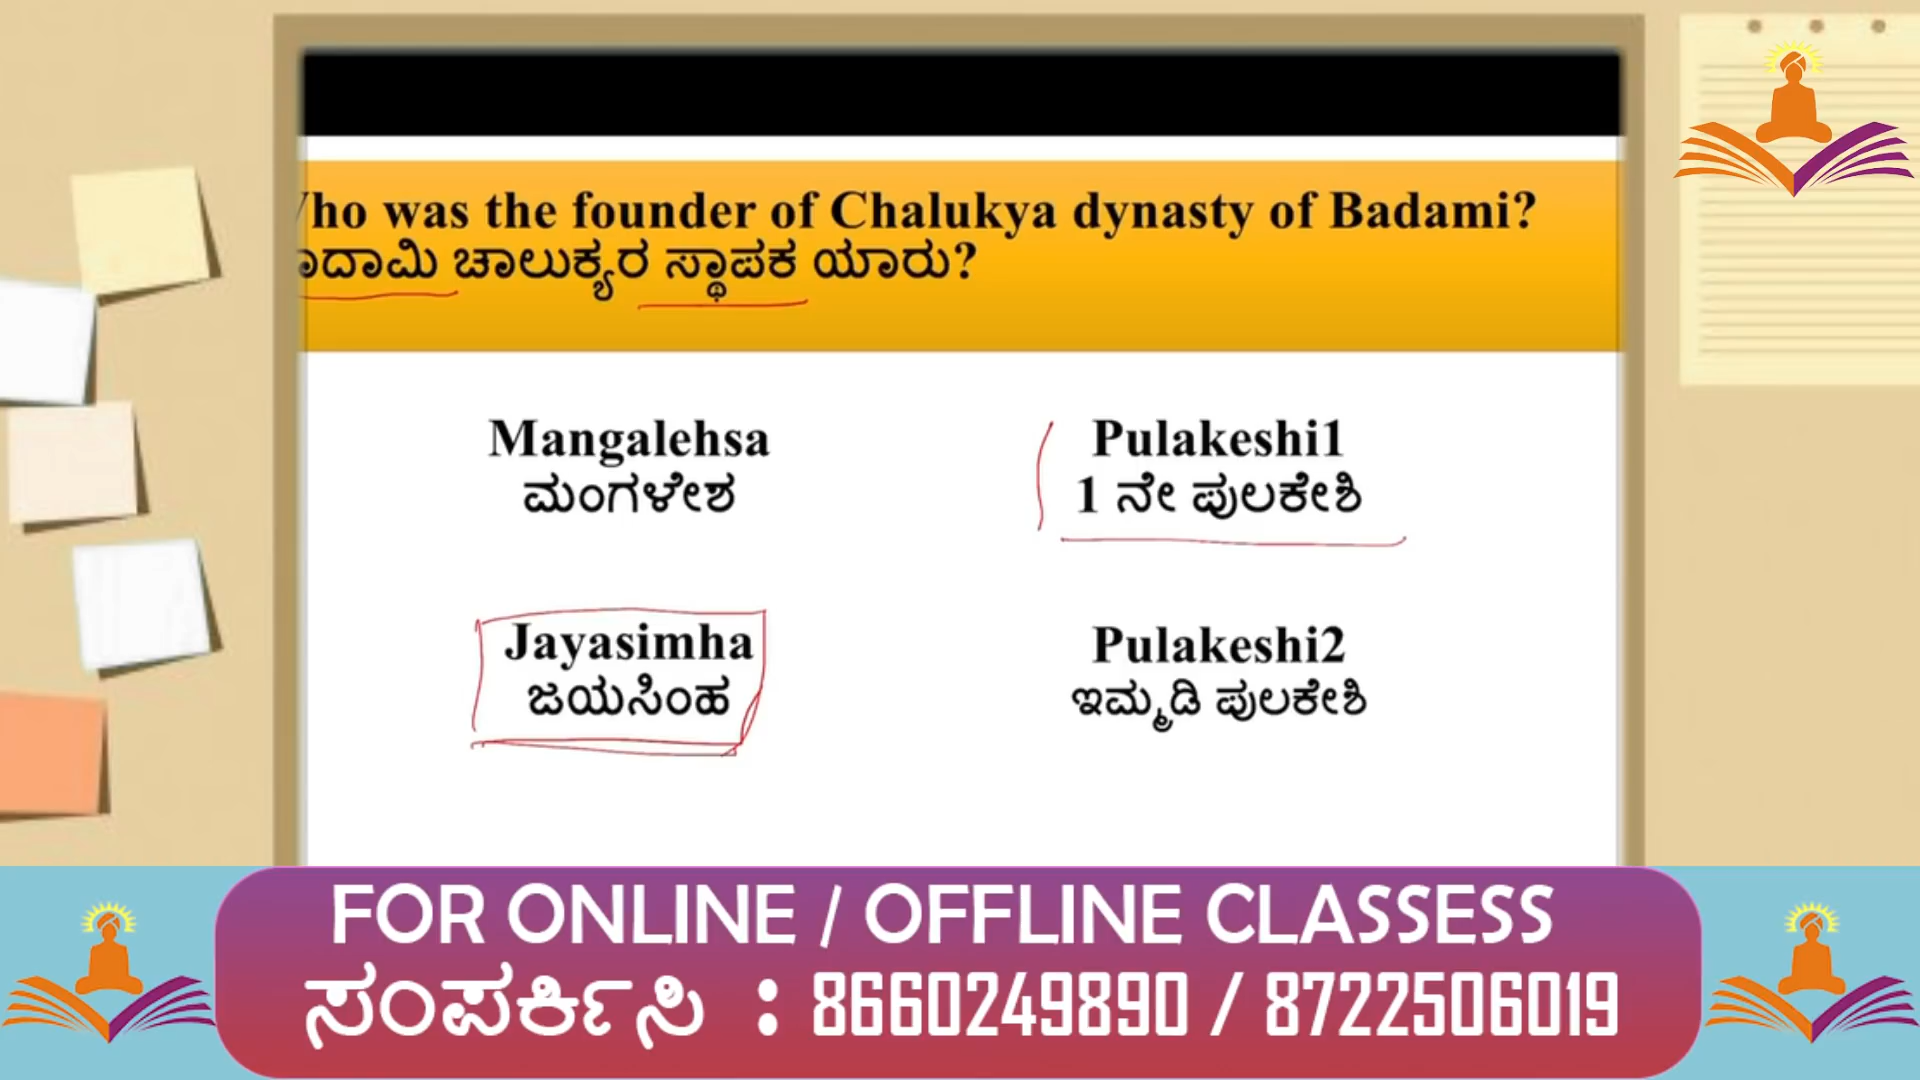 ho was the founder of Chalukya dynasty of Badami?
ದಾಮಿ ಚಾಲುಕ್ಯರ ಸ್ಥಾಪಕ ಯಾರು?
Mangalehsa
ಮಂಗಳೇಶ
Pulakeshi1
1 ನೇ ಪುಲಕೇಶಿ
Jayasimha
ಜಯಸಿಂಹ
Pulakeshi2
ಇಮ್ಮಡಿ ಪುಲಕೇಶಿ
FOR ONLINE / OFFLINE CLASSESS
ಸಂಪರ್ಕಿಸಿ : 8660249890 / 8722506019